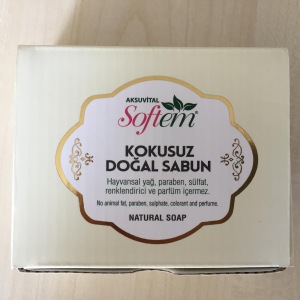 AKSUVİTAL
Softem®
KOKUSUZ
DOĞAL SABUN
Hayvansal yağ, paraben, sülfat,
renklendirici ve parfüm içermez.
No animal fat, paraben, sulphate, colorant and perfume.
NATURAL SOAP